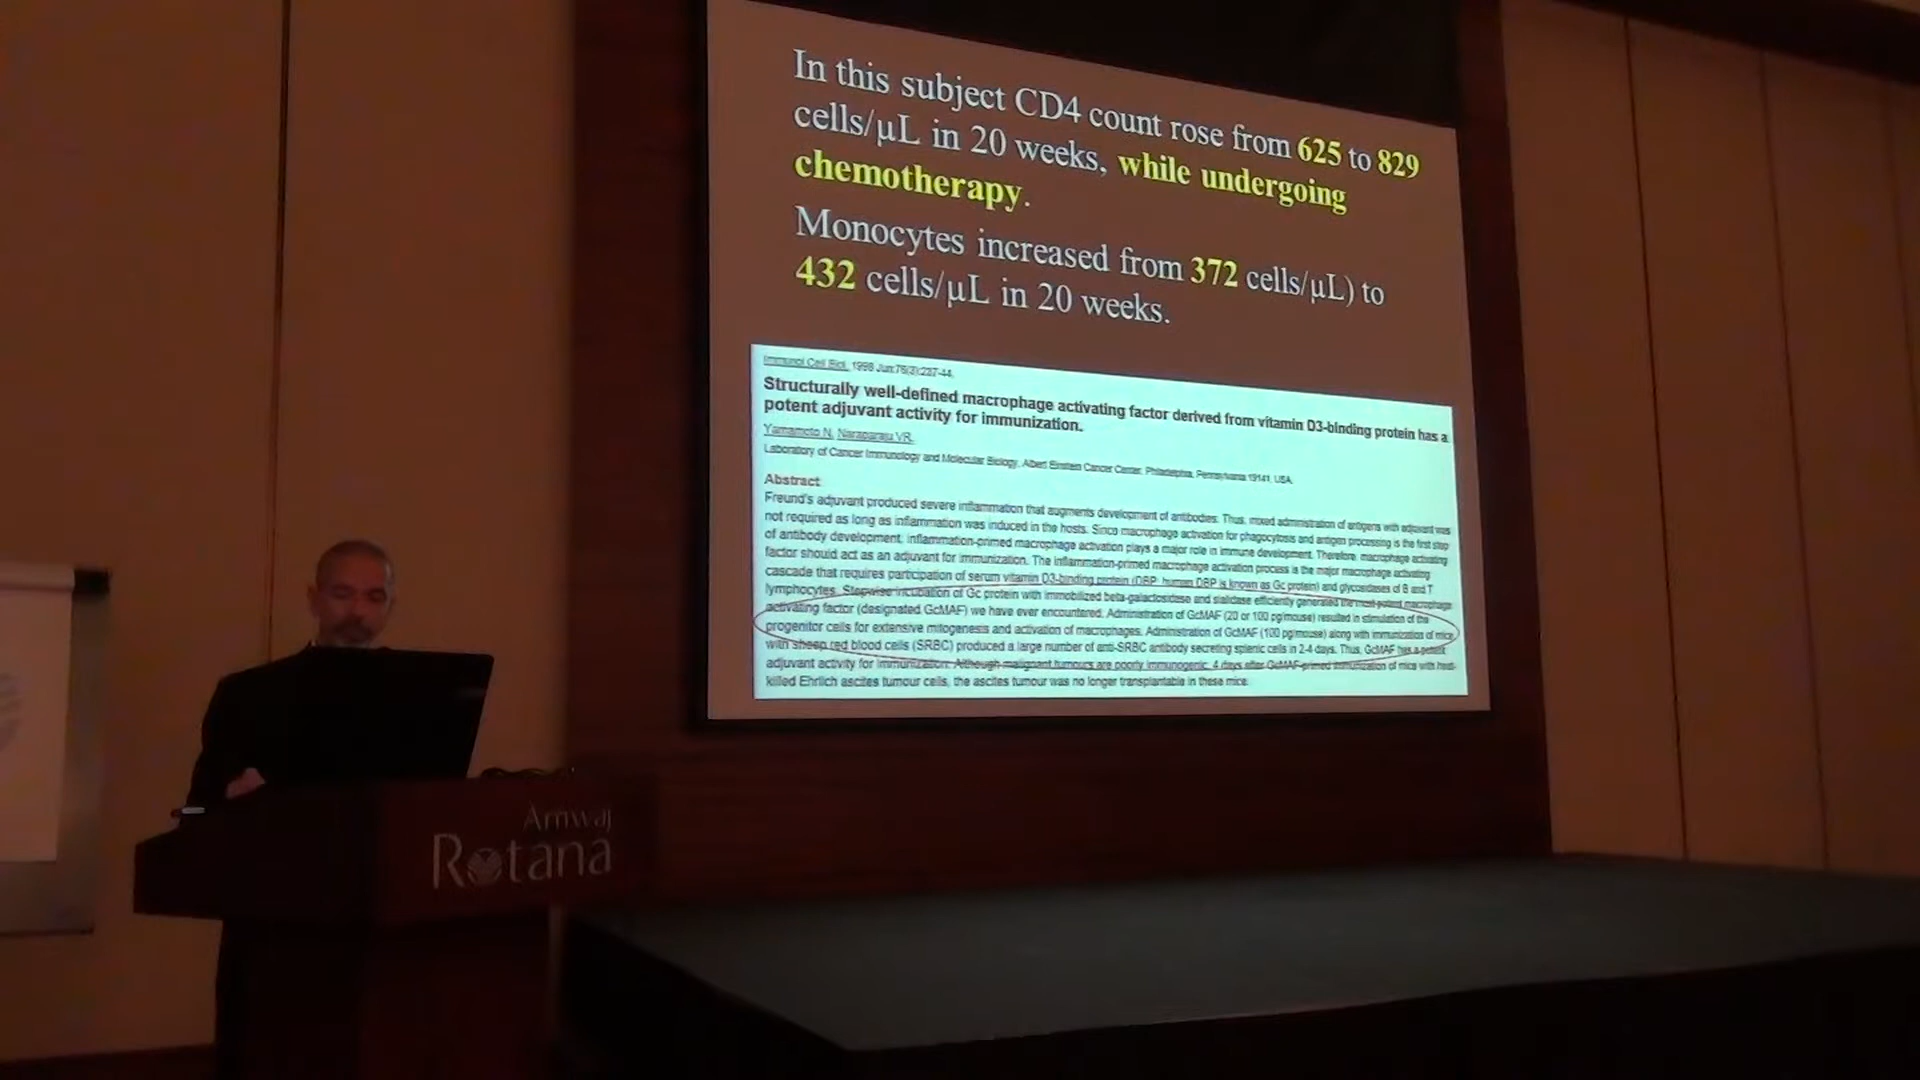 In this subject CD4 count rose from 625 to 829
cells/µL in 20 weeks, while undergoing
chemotherapy.
Monocytes increased from 372 cells/µL) to
432 cells/µL in 20 weeks.
Immunol Cell Biol. 1998 Jun;76(3):237-44.
Structurally well-defined macrophage activating factor derived from vitamin D3-binding protein has a
potent adjuvant activity for immunization.
Yamamoto N, Naraparaju VR.
Laboratory of Cancer Immunology and Molecular Biology, Albert Einstein Cancer Center, Philadelphia, Pennsylvania 19141, USA.
Abstract
Freund's adjuvant produced severe inflammation that augments development of antibodies. Thus, mixed administration of antigens with adjuvant was
not required as long as inflammation was induced in the hosts. Since macrophage activation for phagocytosis and antigen processing is the first step
of antibody development, inflammation-primed macrophage activation plays a major role in immune development. Therefore, macrophage activating
factor should act as an adjuvant for immunization. The inflammation-primed macrophage activation process is the major macrophage activating
cascade that requires participation of serum vitamin D3-binding protein (DBP; human DBP is known as Gc protein) and glycosidases of B and T
lymphocytes. Stepwise incubation of Gc protein with immobilized beta-galactosidase and sialidase efficiently generated the most potent macrophage
activating factor (designated GcMAF) we have ever encountered. Administration of GcMAF (20 or 100 pg/mouse) resulted in stimulation of the
progenitor cells for extensive mitogenesis and activation of macrophages. Administration of GcMAF (100 pg/mouse) along with immunization of mice
with sheep red blood cells (SRBC) produced a large number of anti-SRBC antibody secreting splenic cells in 2-4 days. Thus, GcMAF has a potent
adjuvant activity for immunization. Although malignant tumours are poorly immunogenic, 4 days after GcMAF-primed immunization of mice with heat-
killed Ehrlich ascites tumour cells, the ascites tumour was no longer transplantable in these mice.
Amwaj
Rotana